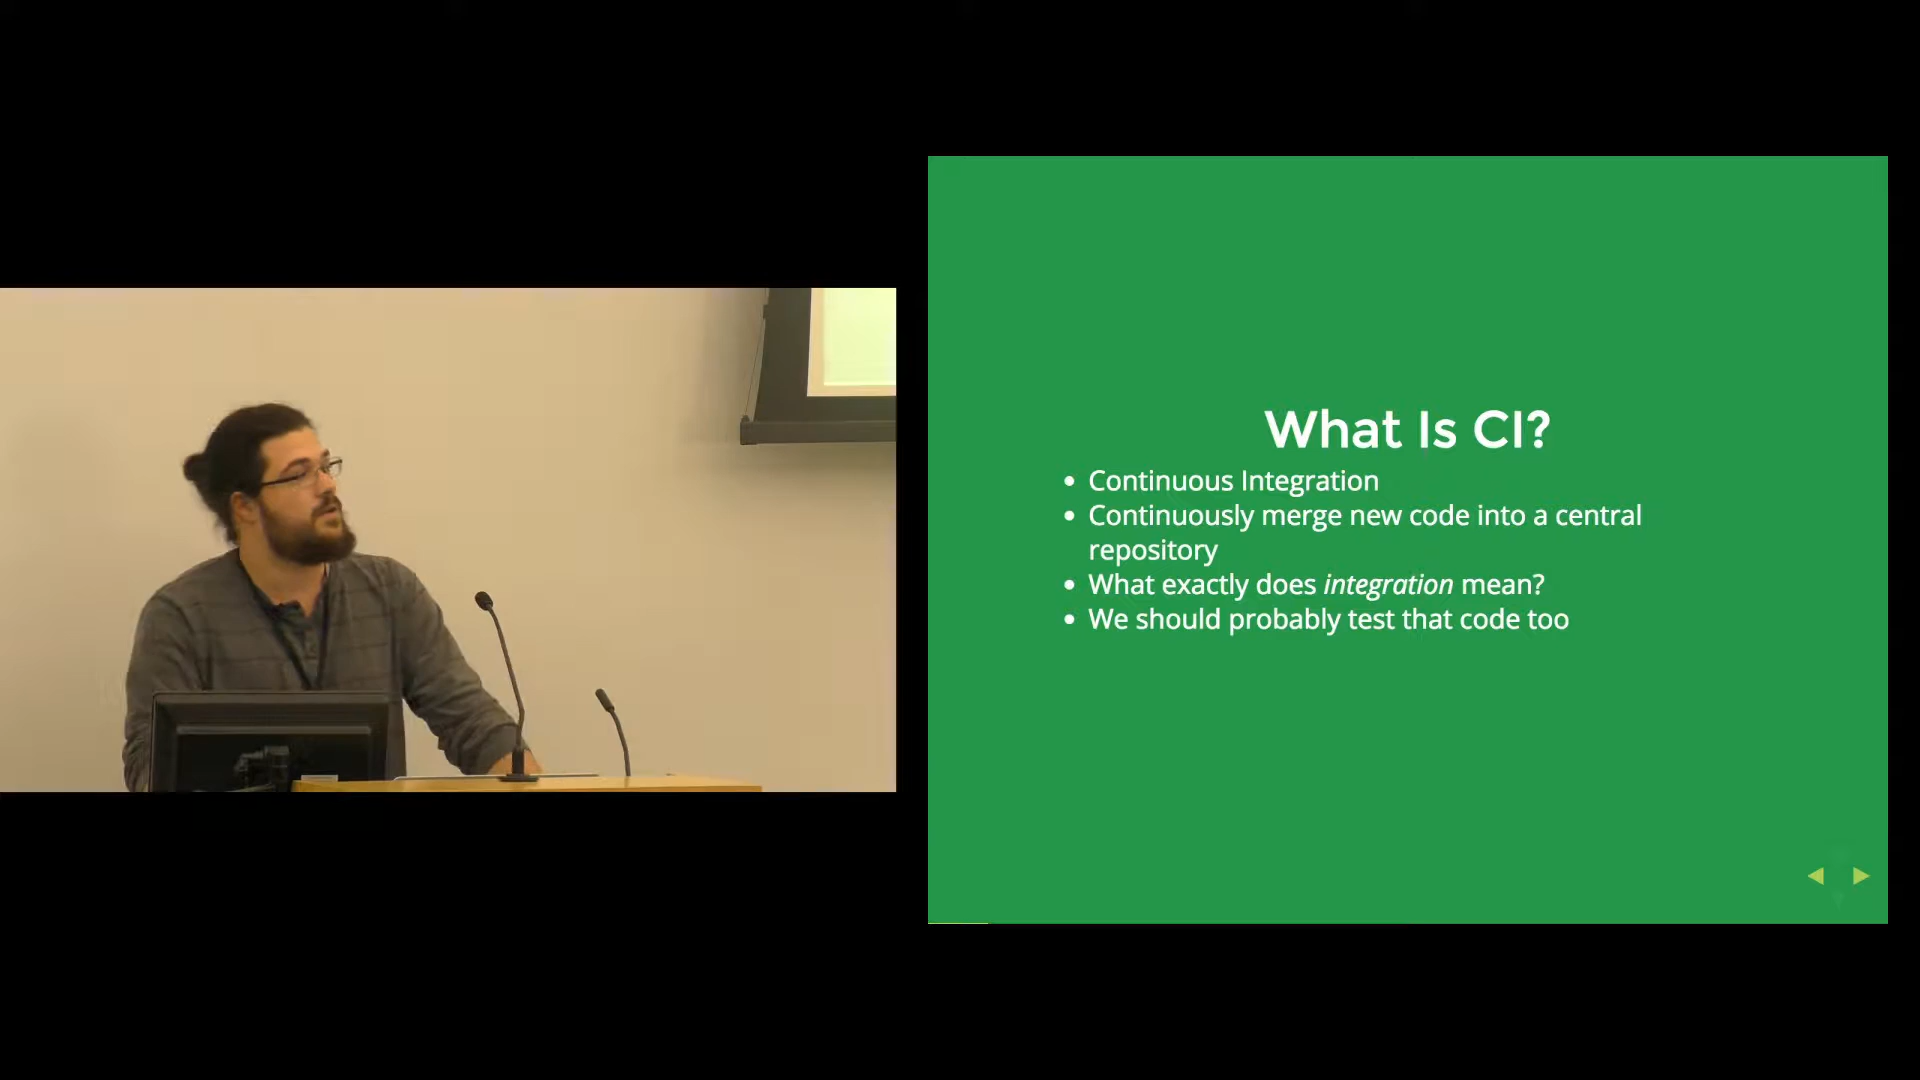 What Is CI?
• Continuous Integration
• Continuously merge new code into a central
repository
• What exactly does integration mean?
• We should probably test that code too